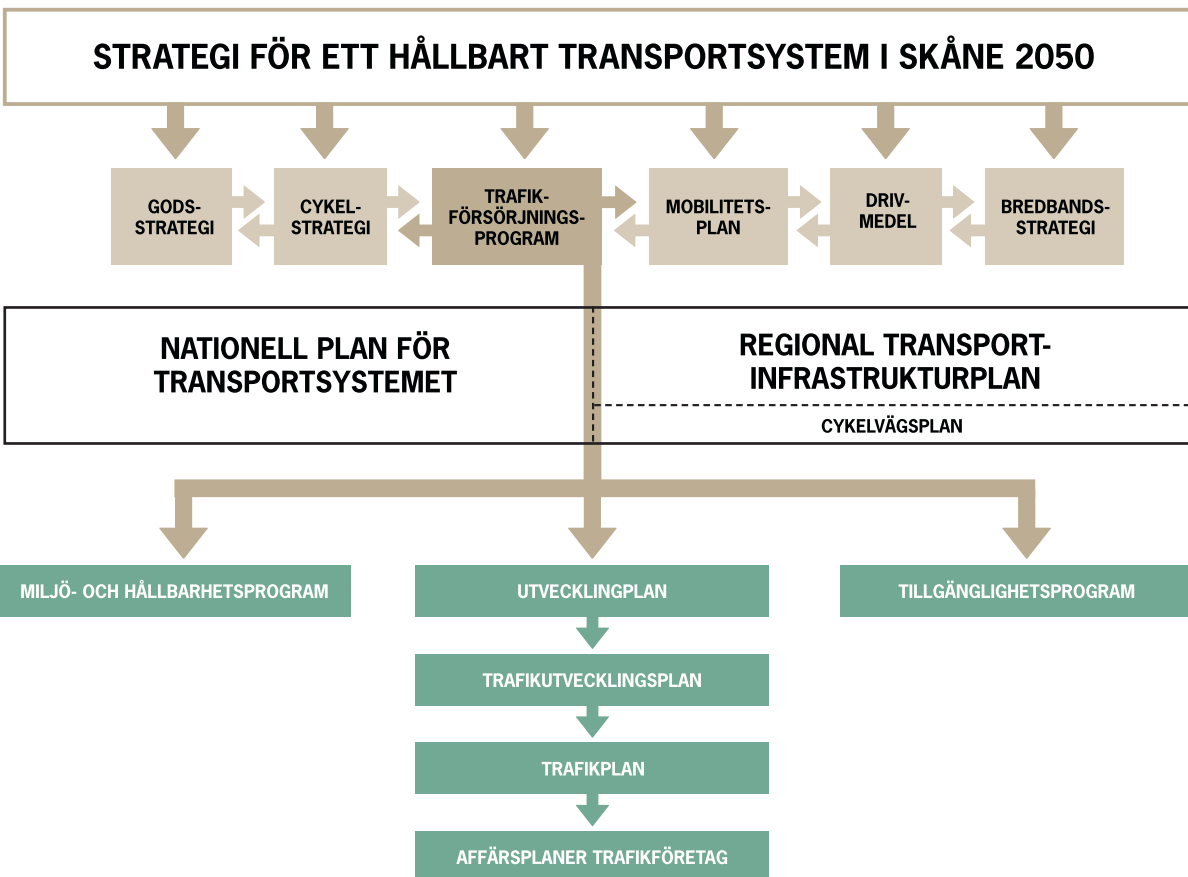 STRATEGI FÖR ETT HÅLLBART TRANSPORTSYSTEM I SKÅNE 2050
GODS-
STRATEGI
CYKEL-
STRATEGI
TRAFIK-
FÖRSÖRJNINGS-
PROGRAM
MOBILITETS-
PLAN
DRIV-
MEDEL
BREDBANDS-
STRATEGI
NATIONELL PLAN FÖR
TRANSPORTSYSTEMET
REGIONAL TRANSPORT-
INFRASTRUKTURPLAN
CYKELVÄGSPLAN
MILJÖ- OCH HÅLLBARHETSPROGRAM
UTVECKLINGPLAN
TILLGÄNGLIGHETSPROGRAM
TRAFIKUTVECKLINGSPLAN
TRAFIKPLAN
AFFÄRSPLANER TRAFIKFÖRETAG